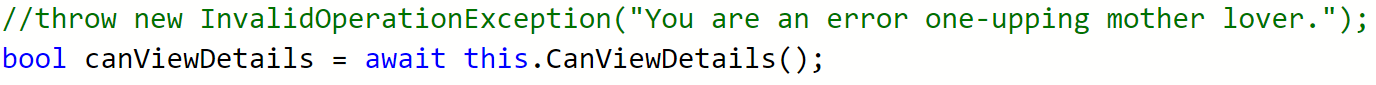 //throw new InvalidOperationException("You are an error one-upping mother lover.");
bool canViewDetails = await this.CanViewDetails();